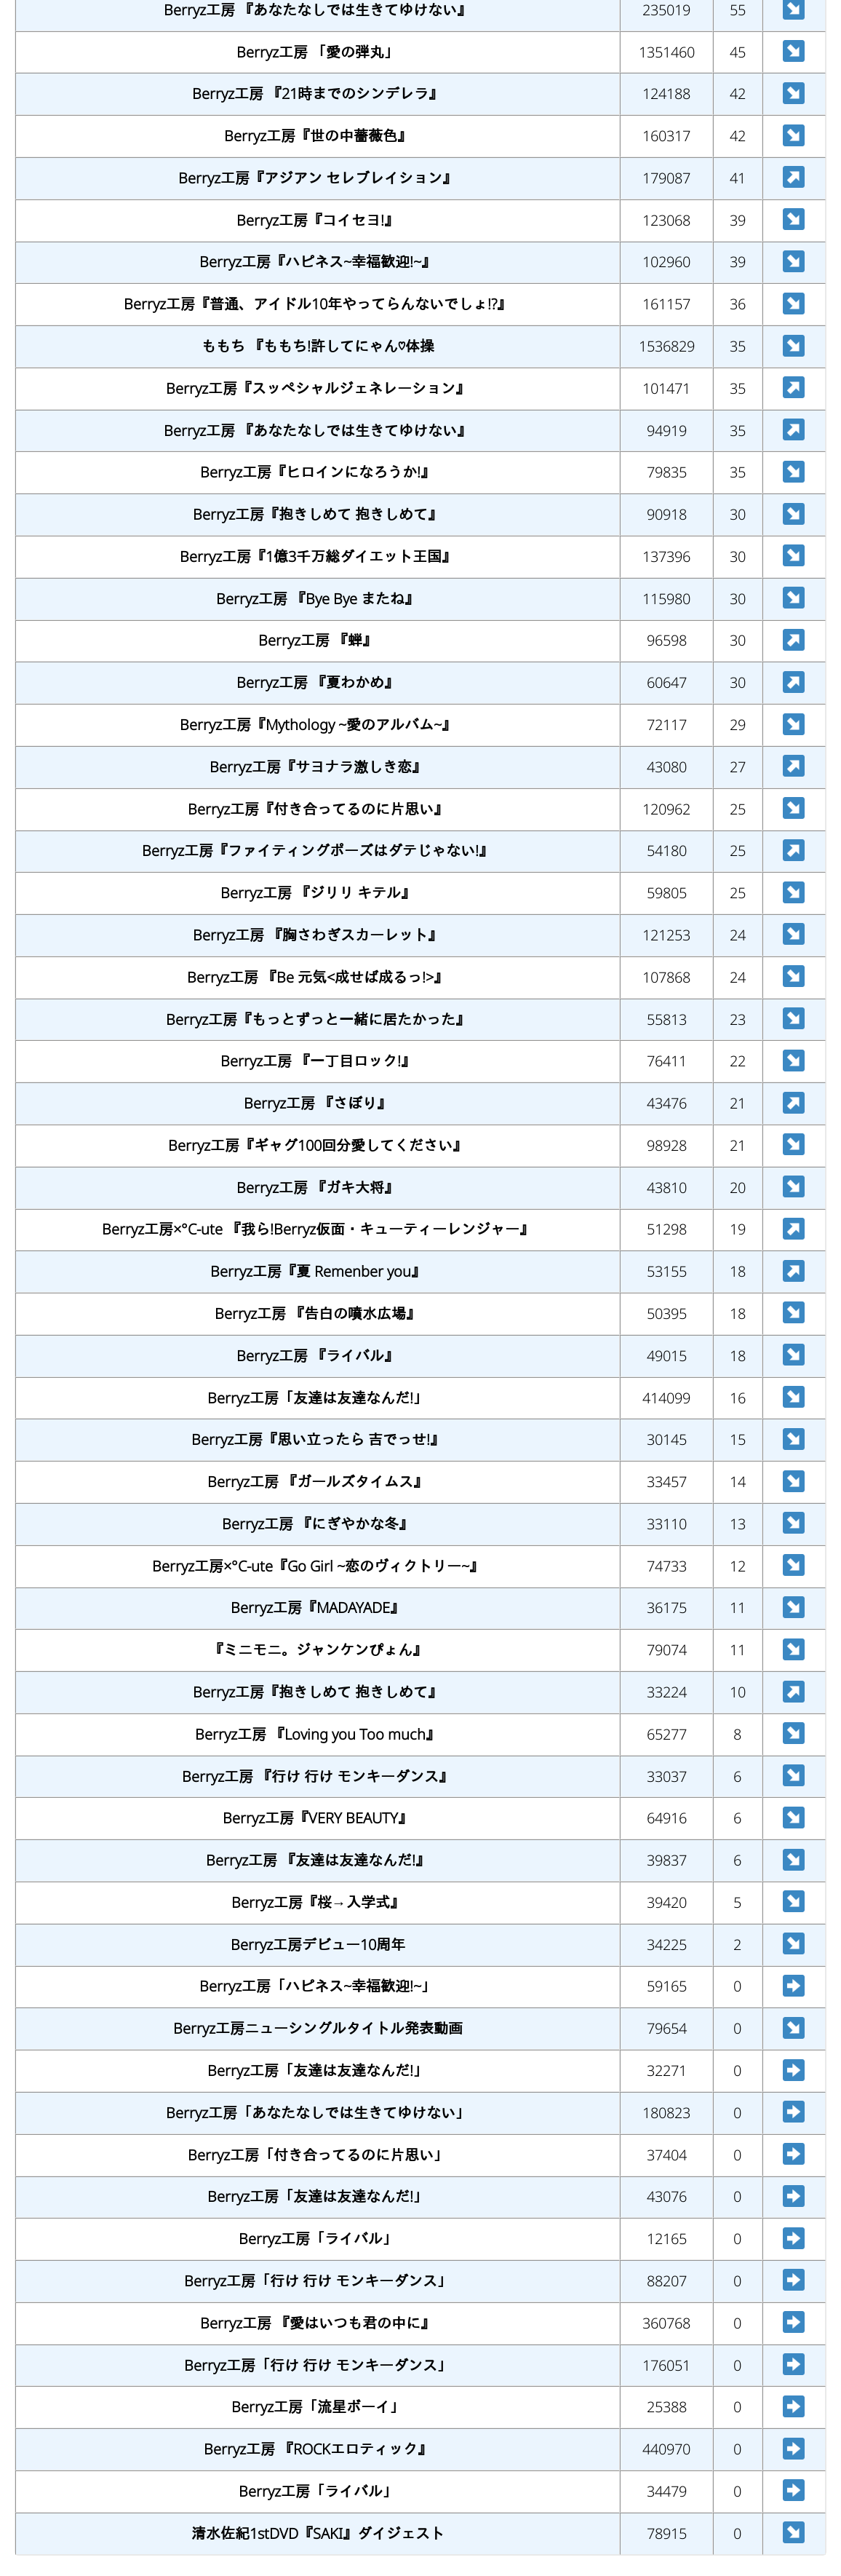 Berryz工房 『あなたなしでは生きてゆけない』 235019 55 ↘
Berryz工房 「愛の弾丸」 1351460 45 ↘
Berryz工房 『21時までのシンデレラ』 124188 42 ↘
Berryz工房『世の中薔薇色』 160317 42 ↘
Berryz工房『アジアン セレブレイション』 179087 41 ↗
Berryz工房『コイセヨ!』 123068 39 ↘
Berryz工房『ハピネス~幸福歓迎!~』 102960 39 ↘
Berryz工房『普通、アイドル10年やってらんないでしょ!?』 161157 36 ↘
ももち 『ももち!許してにゃん♡体操 1536829 35 ↘
Berryz工房『スッペシャルジェネレーション』 101471 35 ↗
Berryz工房 『あなたなしでは生きてゆけない』 94919 35 ↗
Berryz工房『ヒロインになろうか!』 79835 35 ↘
Berryz工房『抱きしめて 抱きしめて』 90918 30 ↘
Berryz工房『1億3千万総ダイエット王国』 137396 30 ↘
Berryz工房 『Bye Bye またね』 115980 30 ↘
Berryz工房 『蝉』 96598 30 ↗
Berryz工房 『夏わかめ』 60647 30 ↗
Berryz工房『Mythology ~愛のアルバム~』 72117 29 ↘
Berryz工房『サヨナラ激しき恋』 43080 27 ↗
Berryz工房『付き合ってるのに片思い』 120962 25 ↘
Berryz工房『ファイティングポーズはダテじゃない!』 54180 25 ↗
Berryz工房 『ジリリ キテル』 59805 25 ↘
Berryz工房 『胸さわぎスカーレット』 121253 24 ↘
Berryz工房 『Be 元気<成せば成るっ!>』 107868 24 ↘
Berryz工房『もっとずっと一緒に居たかった』 55813 23 ↘
Berryz工房 『一丁目ロック!』 76411 22 ↘
Berryz工房 『さぼり』 43476 21 ↗
Berryz工房『ギャグ100回分愛してください』 98928 21 ↘
Berryz工房 『ガキ大将』 43810 20 ↘
Berryz工房×°C-ute 『我ら!Berryz仮面・キューティーレンジャー』 51298 19 ↗
Berryz工房『夏 Remenber you』 53155 18 ↗
Berryz工房 『告白の噴水広場』 50395 18 ↘
Berryz工房 『ライバル』 49015 18 ↘
Berryz工房「友達は友達なんだ!」 414099 16 ↘
Berryz工房『思い立ったら 吉でっせ!』 30145 15 ↘
Berryz工房 『ガールズタイムス』 33457 14 ↘
Berryz工房 『にぎやかな冬』 33110 13 ↘
Berryz工房×°C-ute『Go Girl ~恋のヴィクトリー~』 74733 12 ↘
Berryz工房『MADAYADE』 36175 11 ↘
『ミニモニ。ジャンケンぴょん』 79074 11 ↘
Berryz工房『抱きしめて 抱きしめて』 33224 10 ↗
Berryz工房 『Loving you Too much』 65277 8 ↘
Berryz工房 『行け 行け モンキーダンス』 33037 6 ↘
Berryz工房『VERY BEAUTY』 64916 6 ↘
Berryz工房 『友達は友達なんだ!』 39837 6 ↘
Berryz工房『桜→入学式』 39420 5 ↘
Berryz工房デビュー10周年 34225 2 ↘
Berryz工房「ハピネス~幸福歓迎!~」 59165 0 ➡
Berryz工房ニューシングルタイトル発表動画 79654 0 ↘
Berryz工房「友達は友達なんだ!」 32271 0 ➡
Berryz工房「あなたなしでは生きてゆけない」 180823 0 ➡
Berryz工房「付き合ってるのに片思い」 37404 0 ➡
Berryz工房「友達は友達なんだ!」 43076 0 ➡
Berryz工房「ライバル」 12165 0 ➡
Berryz工房「行け 行け モンキーダンス」 88207 0 ➡
Berryz工房 『愛はいつも君の中に』 360768 0 ➡
Berryz工房「行け 行け モンキーダンス」 176051 0 ➡
Berryz工房「流星ボーイ」 25388 0 ➡
Berryz工房 『ROCKエロティック』 440970 0 ➡
Berryz工房「ライバル」 34479 0 ➡
清水佐紀1stDVD『SAKI』ダイジェスト 78915 0 ↘